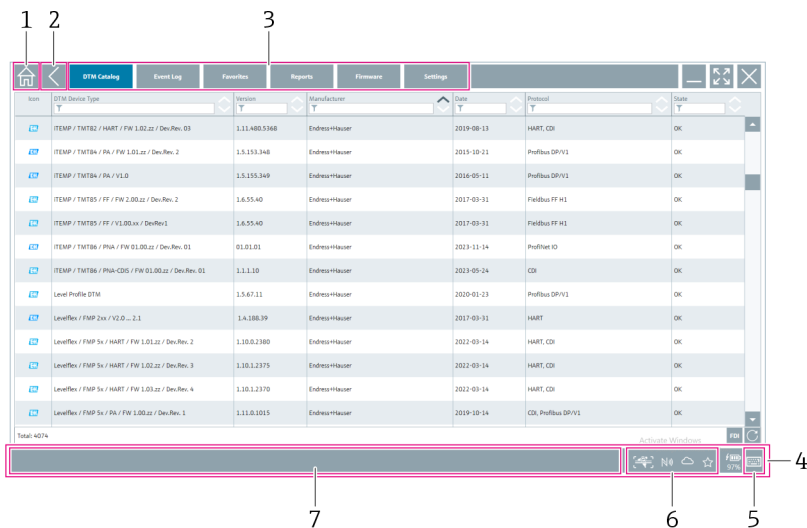 1 2 3
DTM Catalog Event Log Favorites Reports Firmware Settings
Icon DTM Device Type Version Manufacturer Date Protocol State
iTEMP / TMT82 / HART / FW 1.02.zz / Dev.Rev. 03 1.11.480.5368 Endress+Hauser 2019-08-13 HART, CDI OK
iTEMP / TMT84 / PA / FW 1.01.zz / Dev.Rev. 2 1.5.153.348 Endress+Hauser 2015-10-21 Profibus DP/V1 OK
iTEMP / TMT84 / PA / V1.0 1.5.155.349 Endress+Hauser 2016-05-11 Profibus DP/V1 OK
iTEMP / TMT85 / FF / FW 2.00.zz / Dev.Rev. 2 1.6.55.40 Endress+Hauser 2017-03-31 Fieldbus FF H1 OK
iTEMP / TMT85 / FF / V1.00.xx / DevRev1 1.6.55.40 Endress+Hauser 2017-03-31 Fieldbus FF H1 OK
iTEMP / TMT86 / PNA / FW 01.00.zz / Dev.Rev. 01 01.01.01 Endress+Hauser 2023-11-14 ProfiNet IO OK
iTEMP / TMT86 / PNA-CDIS / FW 01.00.zz / Dev.Rev. 01 1.1.1.10 Endress+Hauser 2023-05-24 CDI OK
Level Profile DTM 1.5.67.11 Endress+Hauser 2020-01-23 Profibus DP/V1 OK
Levelflex / FMP 2xx / V2.0 ... 2.1 1.4.188.39 Endress+Hauser 2017-03-31 HART OK
Levelflex / FMP 5x / HART / FW 1.01.zz / Dev.Rev. 2 1.10.0.2380 Endress+Hauser 2022-03-14 HART, CDI OK
Levelflex / FMP 5x / HART / FW 1.02.zz / Dev.Rev. 3 1.10.1.2375 Endress+Hauser 2022-03-14 HART, CDI OK
Levelflex / FMP 5x / HART / FW 1.03.zz / Dev.Rev. 4 1.10.1.2370 Endress+Hauser 2022-03-14 HART, CDI OK
Levelflex / FMP 5x / PA / FW 1.00.zz / Dev.Rev. 1 1.11.0.1015 Endress+Hauser 2019-10-14 CDI, Profibus DP/V1 OK
Total: 4074 Activate Windows FDI
97% 4
7 6 5